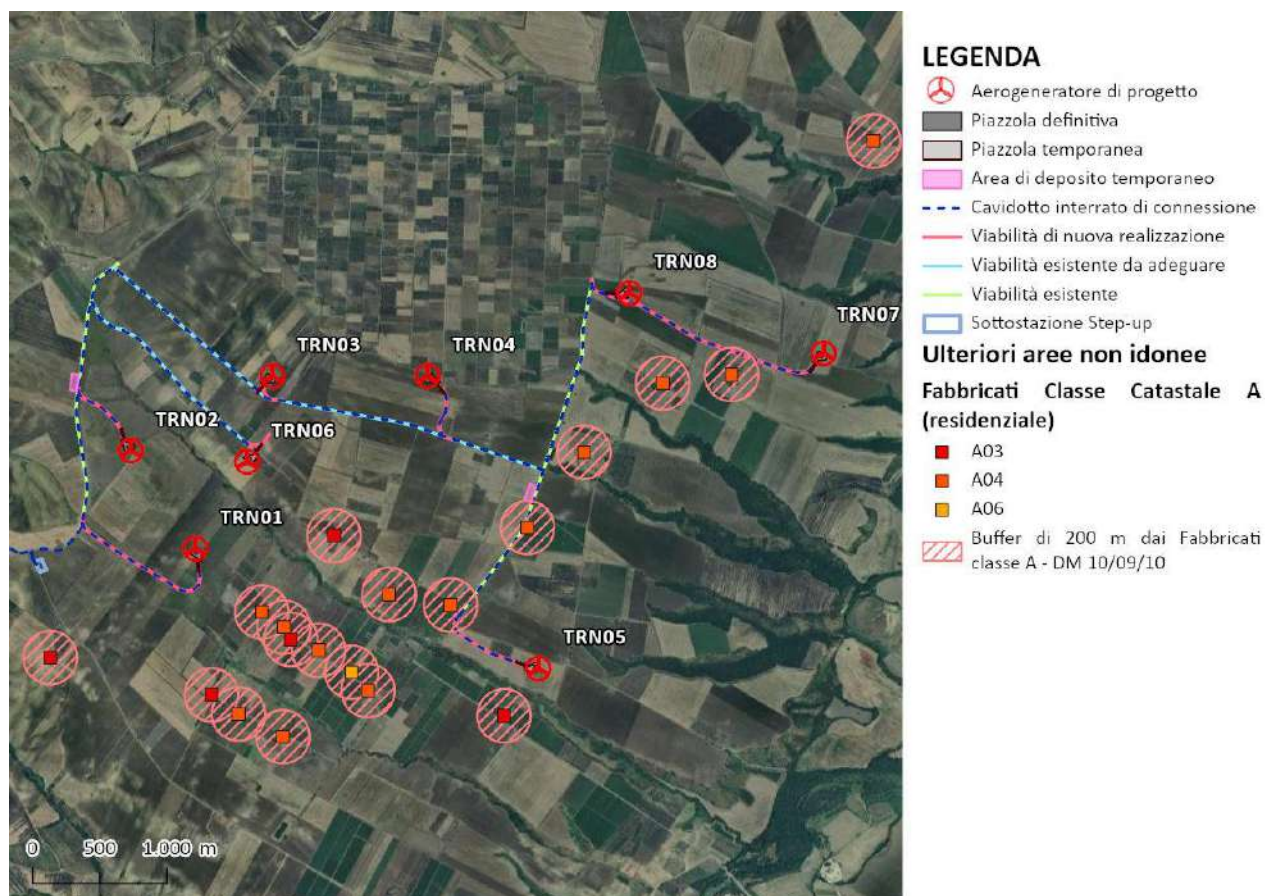 TRN08
TRN07
TRN03
TRN04
TRN02
TRN06
TRN01
TRN05
0 500 1.000 m
LEGENDA
Aerogeneratore di progetto
Piazzola definitiva
Piazzola temporanea
Area di deposito temporaneo
Cavidotto interrato di connessione
Viabilità di nuova realizzazione
Viabilità esistente da adeguare
Viabilità esistente
Sottostazione Step-up
Ulteriori aree non idonee
Fabbricati Classe Catastale A
(residenziale)
A03
A04
A06
Buffer di 200 m dai Fabbricati
classe A - DM 10/09/10